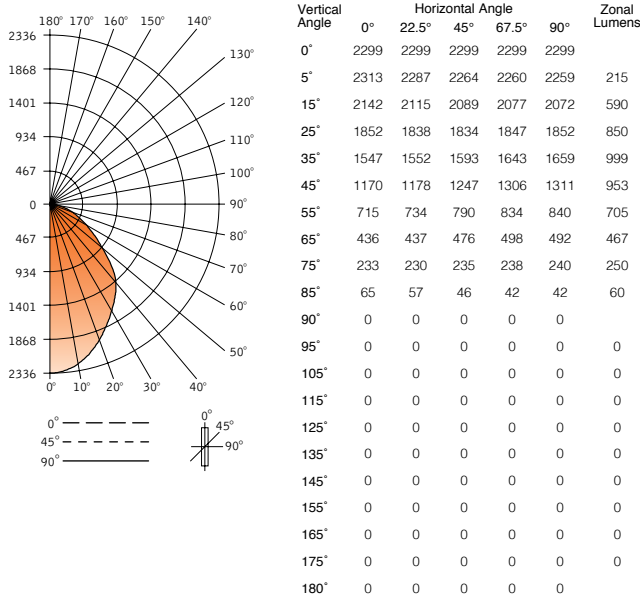 180° 170° 160° 150° 140°
2336
1868
1401
934
467
0
467
934
1401
1868
2336
130°
120°
110°
100°
90°
80°
70°
60°
50°
0° 10° 20° 30° 40°
0°
45°
90°
0°
45°
90°
Vertical Angle Horizontal Angle Zonal Lumens
0° 22.5° 45° 67.5° 90°
0° 2299 2299 2299 2299 2299
5° 2313 2287 2264 2260 2259 215
15° 2142 2115 2089 2077 2072 590
25° 1852 1838 1834 1847 1852 850
35° 1547 1552 1593 1643 1659 999
45° 1170 1178 1247 1306 1311 953
55° 715 734 790 834 840 705
65° 436 437 476 498 492 467
75° 233 230 235 238 240 250
85° 65 57 46 42 42 60
90° 0 0 0 0 0
95° 0 0 0 0 0 0
105° 0 0 0 0 0 0
115° 0 0 0 0 0 0
125° 0 0 0 0 0 0
135° 0 0 0 0 0 0
145° 0 0 0 0 0 0
155° 0 0 0 0 0 0
165° 0 0 0 0 0 0
175° 0 0 0 0 0 0
180° 0 0 0 0 0